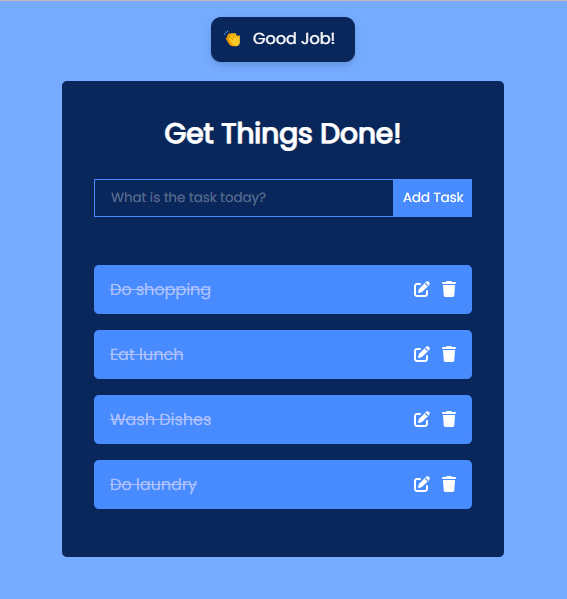 👏 Good Job!
Get Things Done!
What is the task today?
Add Task
Do shopping
Eat lunch
Wash Dishes
Do laundry